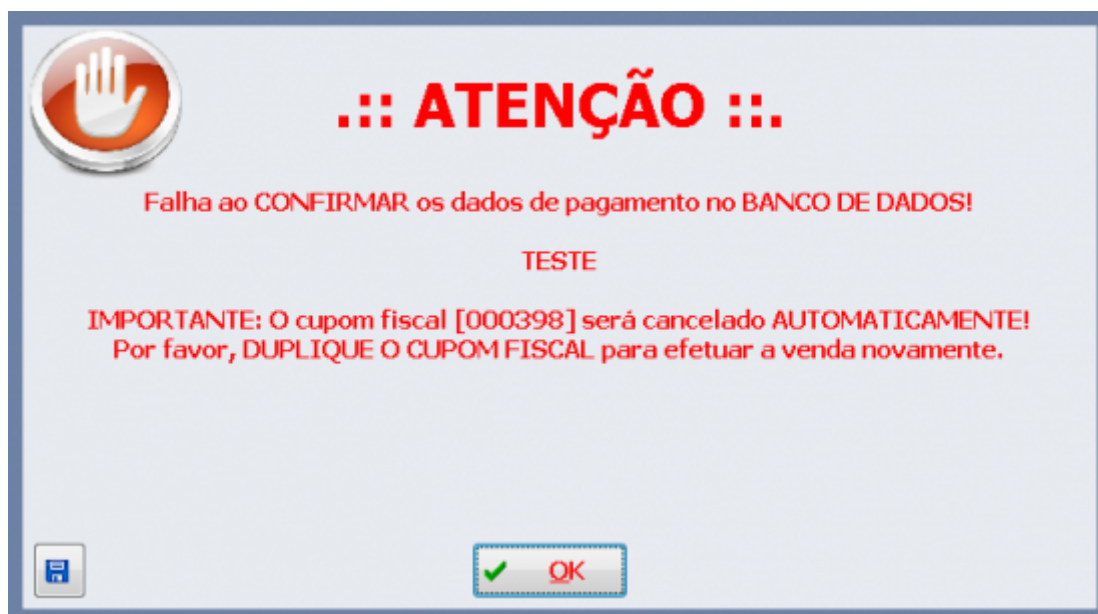 .:: ATENÇÃO ::.
Falha ao CONFIRMAR os dados de pagamento no BANCO DE DADOS!
TESTE
IMPORTANTE: O cupom fiscal [000398] será cancelado AUTOMATICAMENTE!
Por favor, DUPLIQUE O CUPOM FISCAL para efetuar a venda novamente.
OK